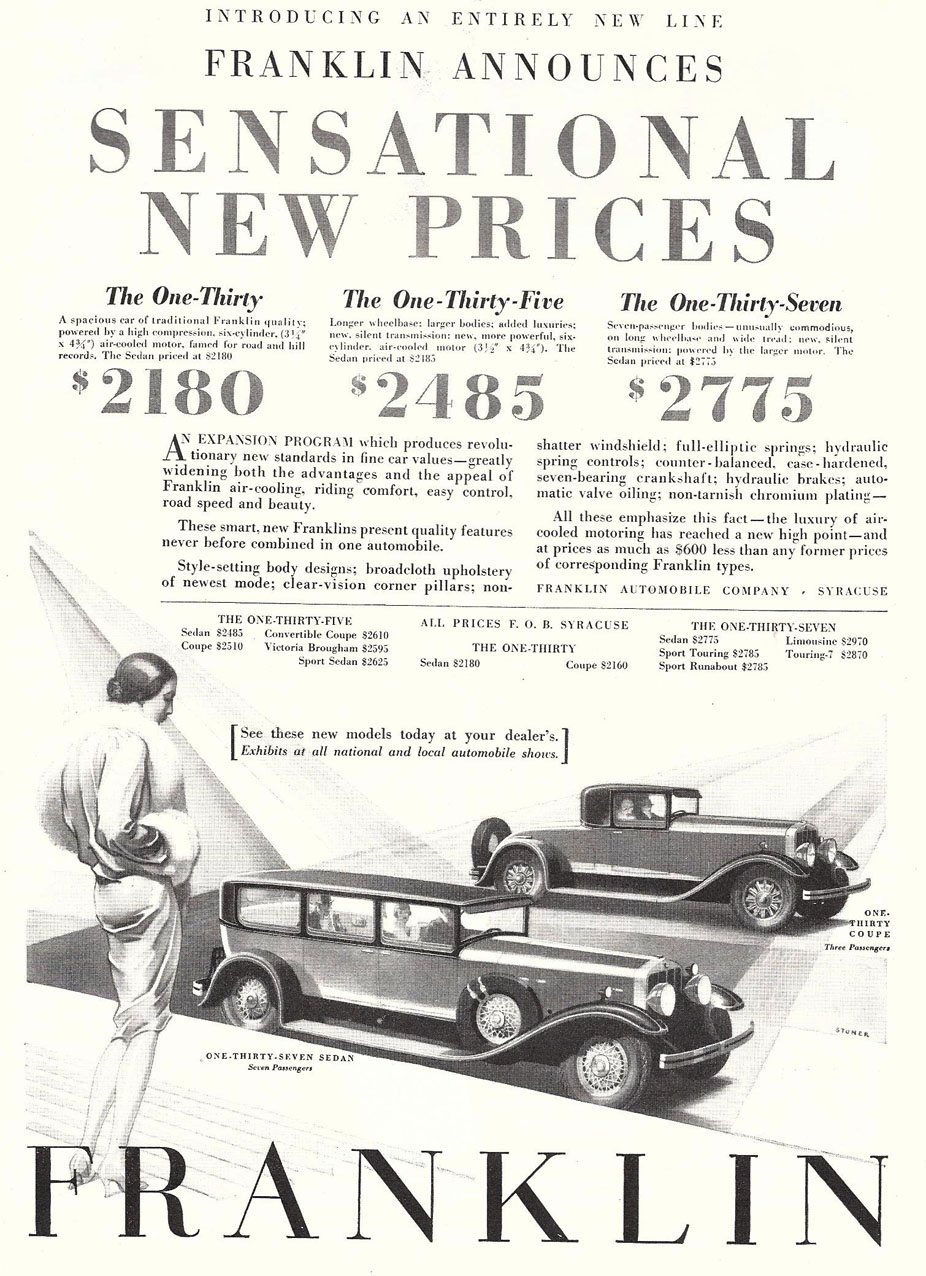 INTRODUCING AN ENTIRELY NEW LINE
FRANKLIN ANNOUNCES
SENSATIONAL
NEW PRICES
The One-Thirty
A spacious car of traditional Franklin quality;
powered by a high compression, six-cylinder, (3¼"
x 4¾") air-cooled motor, famed for road and hill
records. The Sedan priced at $2180
$2180
The One-Thirty-Five
Longer wheelbase; larger bodies; added luxuries;
new, silent transmission; new, more powerful, six-
cylinder, air-cooled motor (3½" x 4¾"). The
Sedan priced at $2485
$2485
The One-Thirty-Seven
Seven-passenger bodies—unusually commodious,
on long wheelbase and wide tread; new, silent
transmission; powered by the larger motor. The
Sedan priced at $2775
$2775
AN EXPANSION PROGRAM which produces revolu-
tionary new standards in fine car values—greatly
widening both the advantages and the appeal of
Franklin air-cooling, riding comfort, easy control,
road speed and beauty.
These smart, new Franklins present quality features
never before combined in one automobile.
Style-setting body designs; broadcloth upholstery
of newest mode; clear-vision corner pillars; non-
shatter windshield; full-elliptic springs; hydraulic
spring controls; counter-balanced, case-hardened,
seven-bearing crankshaft; hydraulic brakes; auto-
matic valve oiling; non-tarnish chromium plating—
All these emphasize this fact—the luxury of air-
cooled motoring has reached a new high point—and
at prices as much as $600 less than any former prices
of corresponding Franklin types.
FRANKLIN AUTOMOBILE COMPANY - SYRACUSE
THE ONE-THIRTY-FIVE
Sedan $2485 Convertible Coupe $2610
Coupe $2510 Victoria Brougham $2595
Sport Sedan $2625
ALL PRICES F. O. B. SYRACUSE
THE ONE-THIRTY
Sedan $2180 Coupe $2160
THE ONE-THIRTY-SEVEN
Sedan $2775 Limousine $2970
Sport Touring $2785 Touring-7 $2870
Sport Runabout $2785
[See these new models today at your dealer's.
Exhibits at all national and local automobile shows.]
ONE-
THIRTY
COUPE
Three Passengers
STONER
ONE-THIRTY-SEVEN SEDAN
Seven Passengers
FRANKLIN